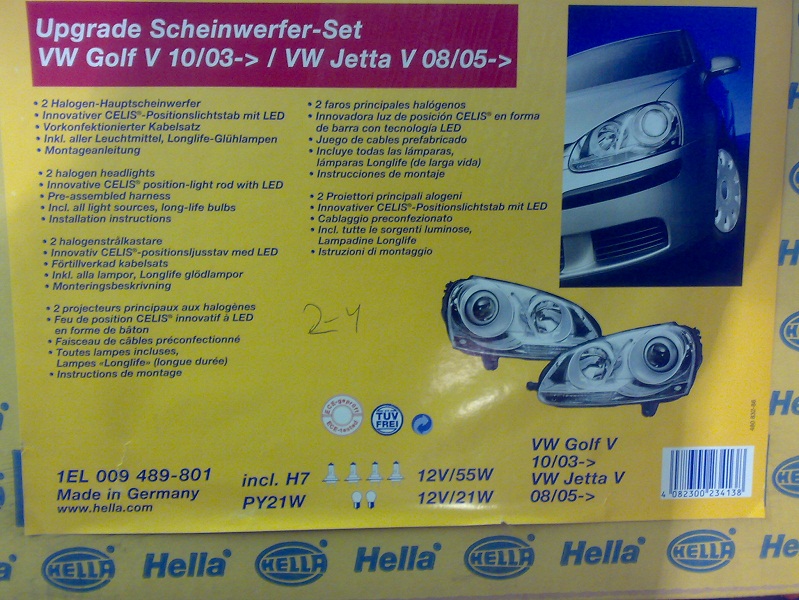 Upgrade Scheinwerfer-Set
VW Golf V 10/03-> / VW Jetta V 08/05->
• 2 Halogen-Hauptscheinwerfer
• Innovativer CELIS®-Positionslichtstab mit LED
• Vorkonfektionierter Kabelsatz
• Inkl. aller Leuchtmittel, Longlife-Glühlampen
• Montageanleitung
• 2 halogen headlights
• Innovative CELIS® position-light rod with LED
• Pre-assembled harness
• Incl. all light sources, long-life bulbs
• Installation instructions
• 2 halogenstrålkastare
• Innovativ CELIS®-positionsljusstav med LED
• Förtillverkad kabelsats
• Inkl. alla lampor, Longlife glödlampor
• Monteringsbeskrivning
• 2 projecteurs principaux aux halogènes
• Feu de position CELIS® innovatif à LED
en forme de bâton
• Faisceau de câbles préconfectionné
• Toutes lampes incluses,
Lampes «Longlife» (longue durée)
• Instructions de montage
• 2 faros principales halógenos
• Innovadora luz de posición CELIS® en forma
de barra con tecnología LED
• Juego de cables prefabricado
• Incluye todas las lámparas,
lámparas Longlife (de larga vida)
• Instrucciones de montaje
• 2 Proiettori principali alogeni
• Innovativer CELIS®-Positionslichtstab mit LED
• Cablaggio preconfezionato
• Incl. tutte le sorgenti luminose,
Lampadine Longlife
• Istruzioni di montaggio
2-4
ECE-geprüft
ECE-tested
TÜV
FREI
460 832-86
1EL 009 489-801
Made in Germany
www.hella.com
incl. H7 12V/55W
PY21W 12V/21W
VW Golf V
10/03->
VW Jetta V
08/05->
4 082300 234138
HELLA Hella HELLA Hella HELLA Hella HELLA